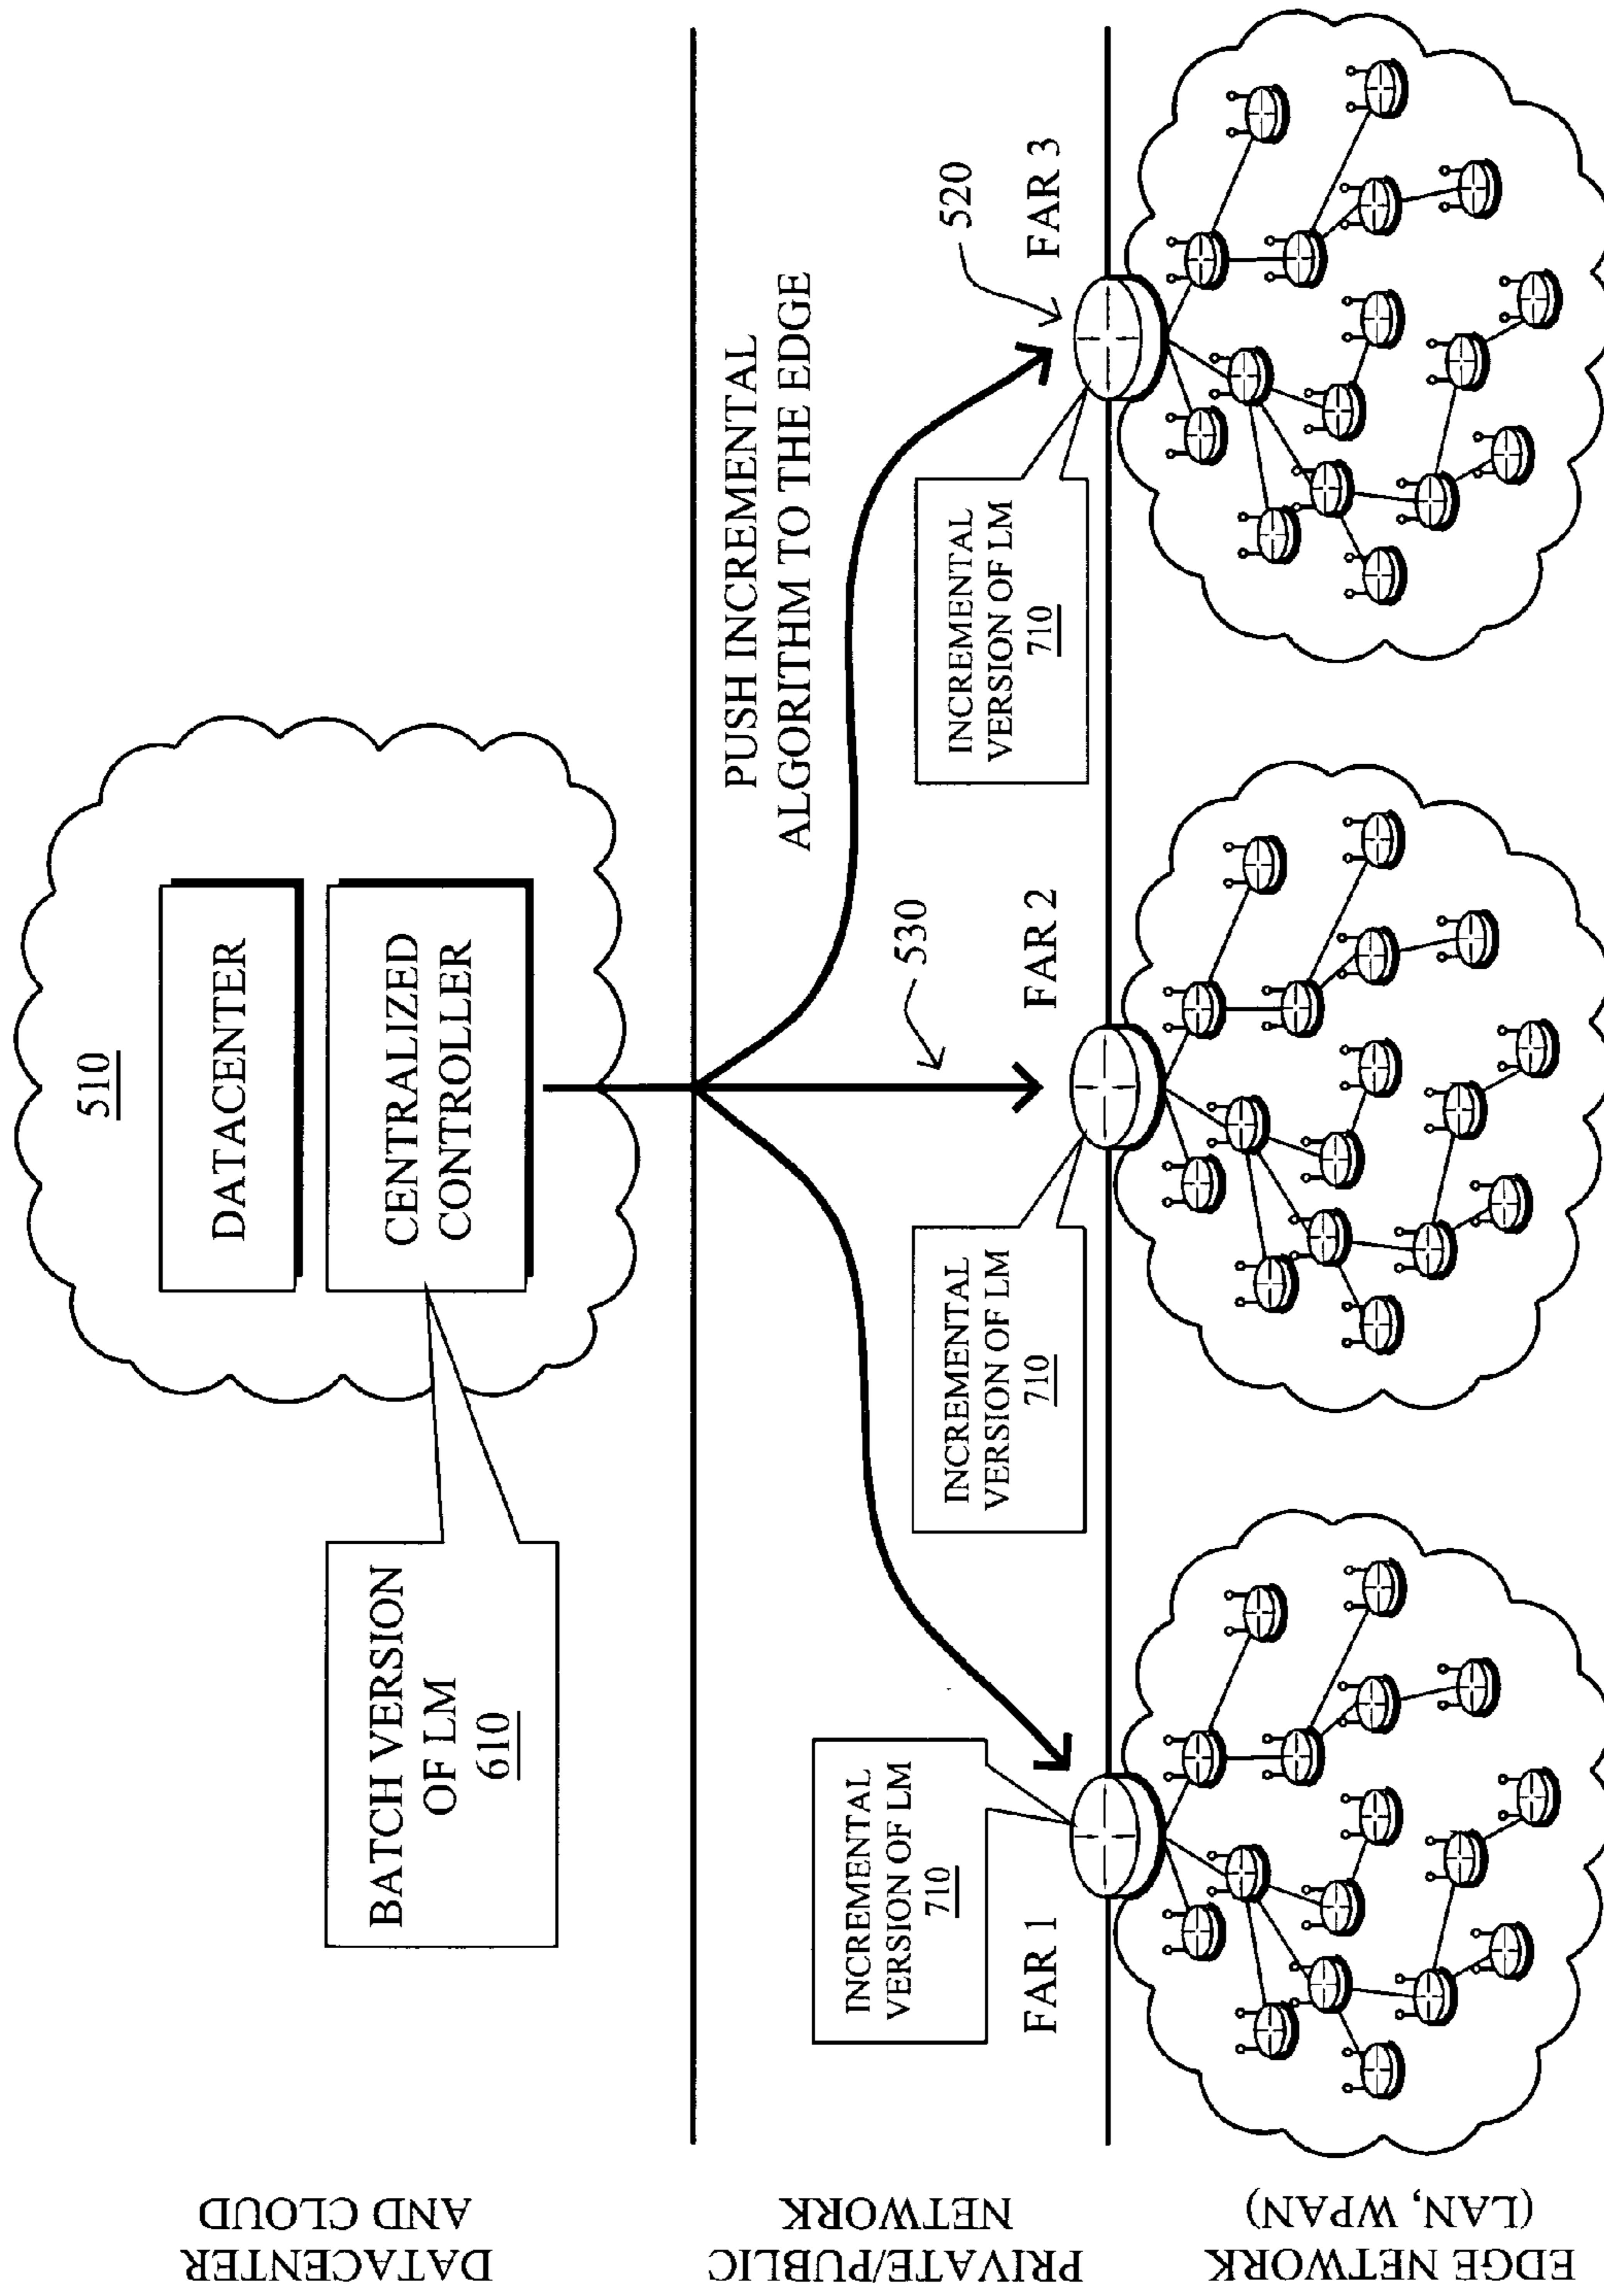 DATACENTER
AND CLOUD
510
DATACENTER
CENTRALIZED
CONTROLLER
BATCH VERSION
OF LM
610
PRIVATE/PUBLIC
NETWORK
PUSH INCREMENTAL
ALGORITHM TO THE EDGE
530
520
INCREMENTAL
VERSION OF LM
710
FAR 1
INCREMENTAL
VERSION OF LM
710
FAR 2
INCREMENTAL
VERSION OF LM
710
FAR 3
EDGE NETWORK
(LAN, WPAN)